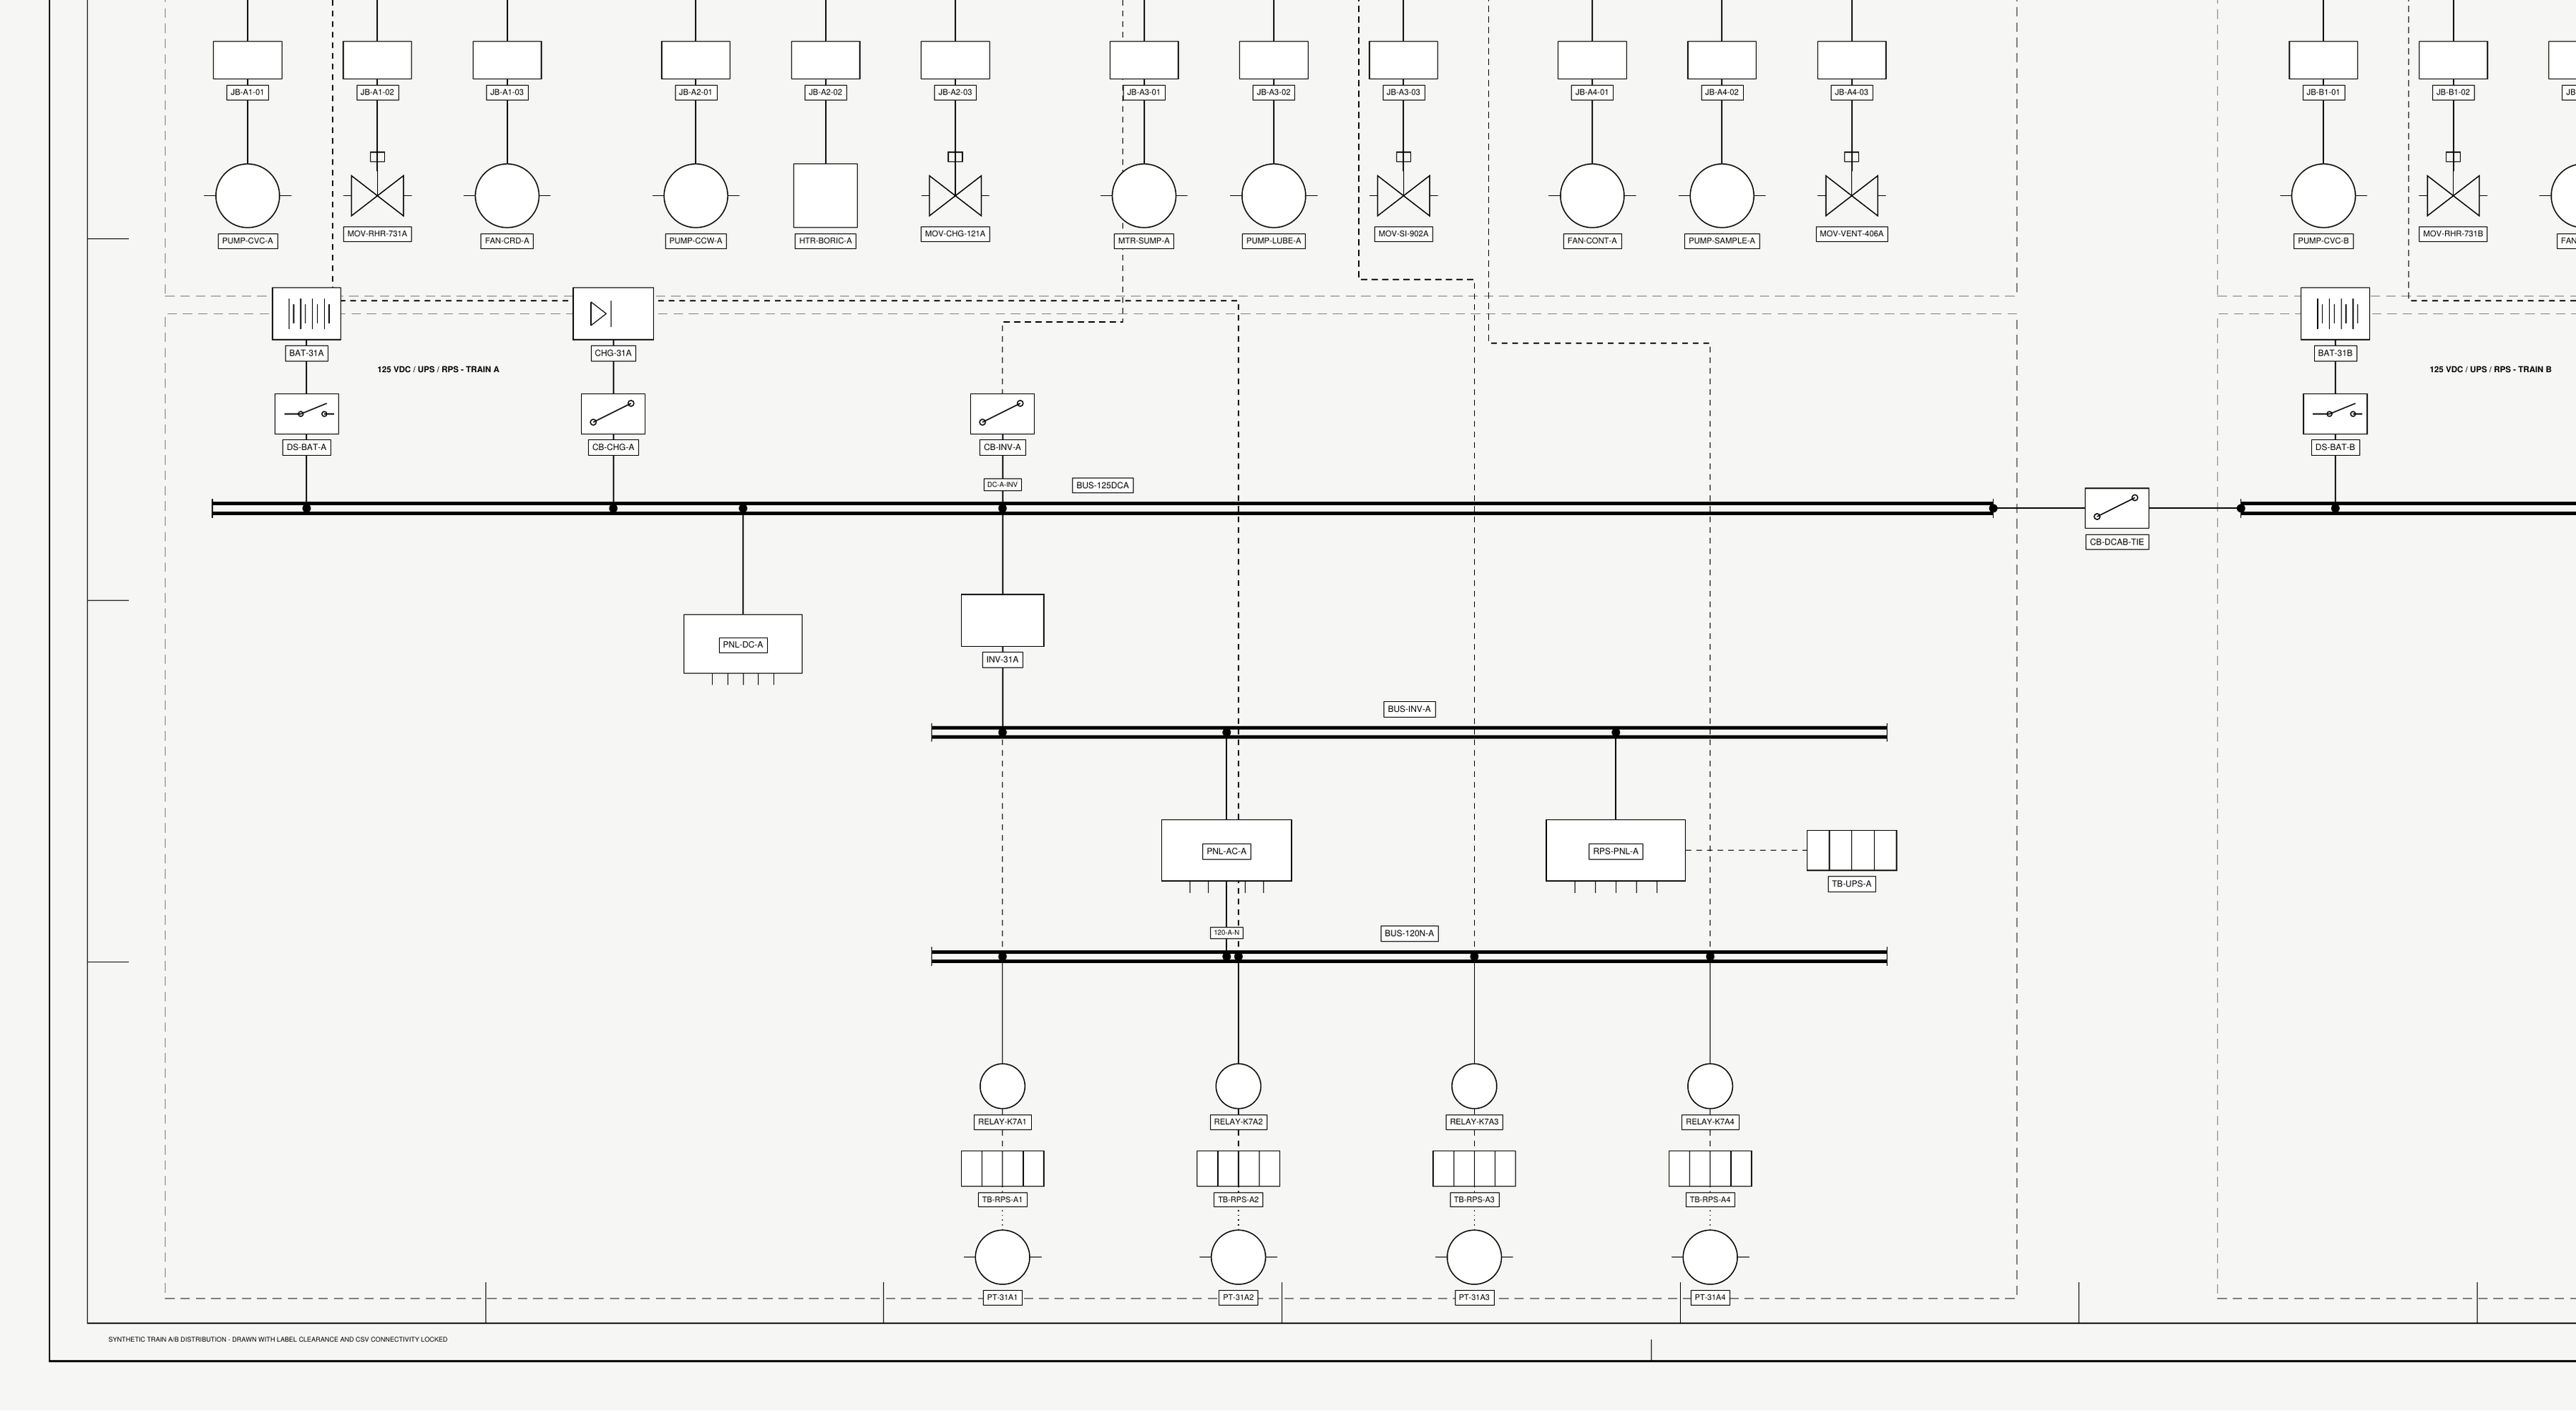 JB-A1-01
JB-A1-02
JB-A1-03
JB-A2-01
JB-A2-02
JB-A2-03
JB-A3-01
JB-A3-02
JB-A3-03
JB-A4-01
JB-A4-02
JB-A4-03
JB-B1-01
JB-B1-02
JB
PUMP-CVC-A
MOV-RHR-731A
FAN-CRD-A
PUMP-CCW-A
HTR-BORIC-A
MOV-CHG-121A
MTR-SUMP-A
PUMP-LUBE-A
MOV-SI-902A
FAN-CONT-A
PUMP-SAMPLE-A
MOV-VENT-406A
PUMP-CVC-B
MOV-RHR-731B
FAN
BAT-31A
CHG-31A
BAT-31B
125 VDC / UPS / RPS - TRAIN A
125 VDC / UPS / RPS - TRAIN B
DS-BAT-A
CB-CHG-A
CB-INV-A
DS-BAT-B
DC-A-INV
BUS-125DCA
CB-DCAB-TIE
PNL-DC-A
INV-31A
BUS-INV-A
PNL-AC-A
RPS-PNL-A
TB-UPS-A
120-A-N
BUS-120N-A
RELAY-K7A1
RELAY-K7A2
RELAY-K7A3
RELAY-K7A4
TB-RPS-A1
TB-RPS-A2
TB-RPS-A3
TB-RPS-A4
PT-31A1
PT-31A2
PT-31A3
PT-31A4
SYNTHETIC TRAIN A/B DISTRIBUTION - DRAWN WITH LABEL CLEARANCE AND CSV CONNECTIVITY LOCKED